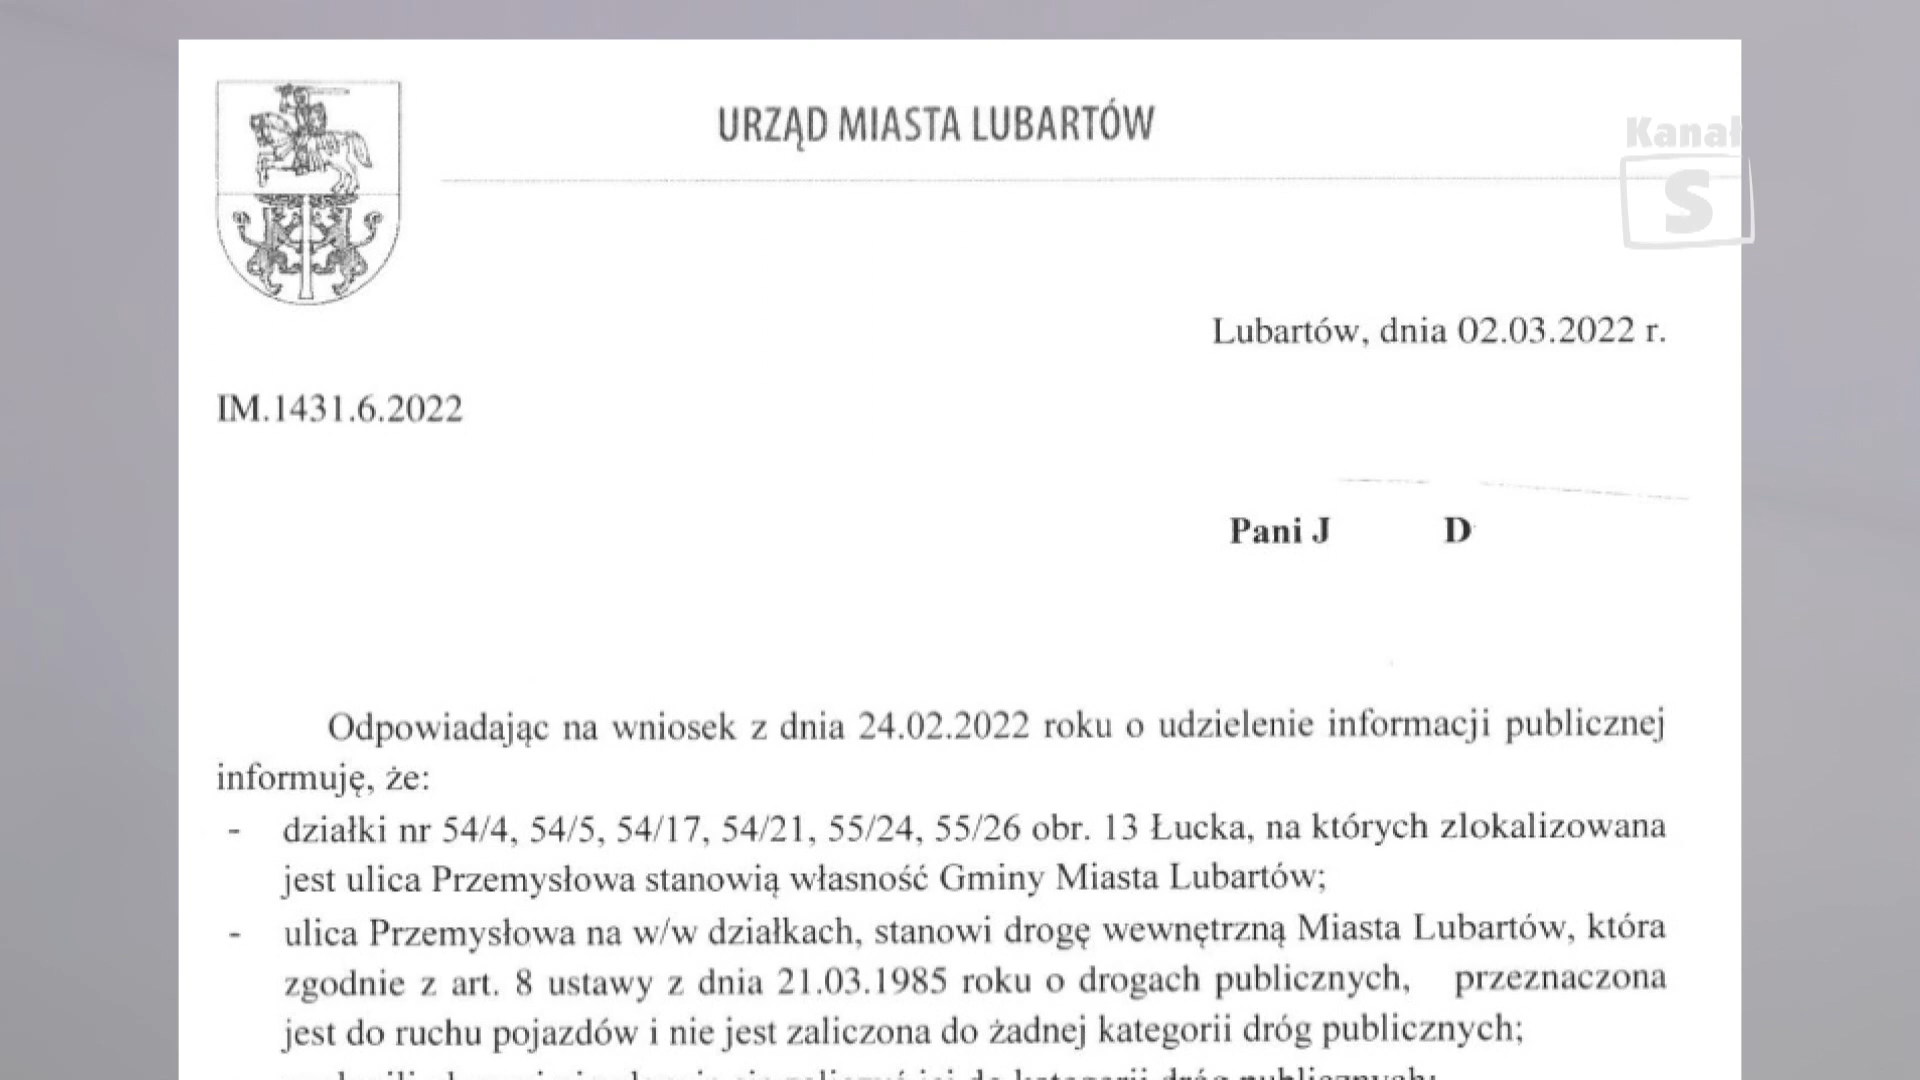 URZĄD MIASTA LUBARTÓW
Kanał
S
Lubartów, dnia 02.03.2022 r.
IM.1431.6.2022
Pani J D
Odpowiadając na wniosek z dnia 24.02.2022 roku o udzielenie informacji publicznej
informuję, że:
- działki nr 54/4, 54/5, 54/17, 54/21, 55/24, 55/26 obr. 13 Łucka, na których zlokalizowana
jest ulica Przemysłowa stanowią własność Gminy Miasta Lubartów;
- ulica Przemysłowa na w/w działkach, stanowi drogę wewnętrzną Miasta Lubartów, która
zgodnie z art. 8 ustawy z dnia 21.03.1985 roku o drogach publicznych, przeznaczona
jest do ruchu pojazdów i nie jest zaliczona do żadnej kategorii dróg publicznych;
do kategorii dróg publicznych;